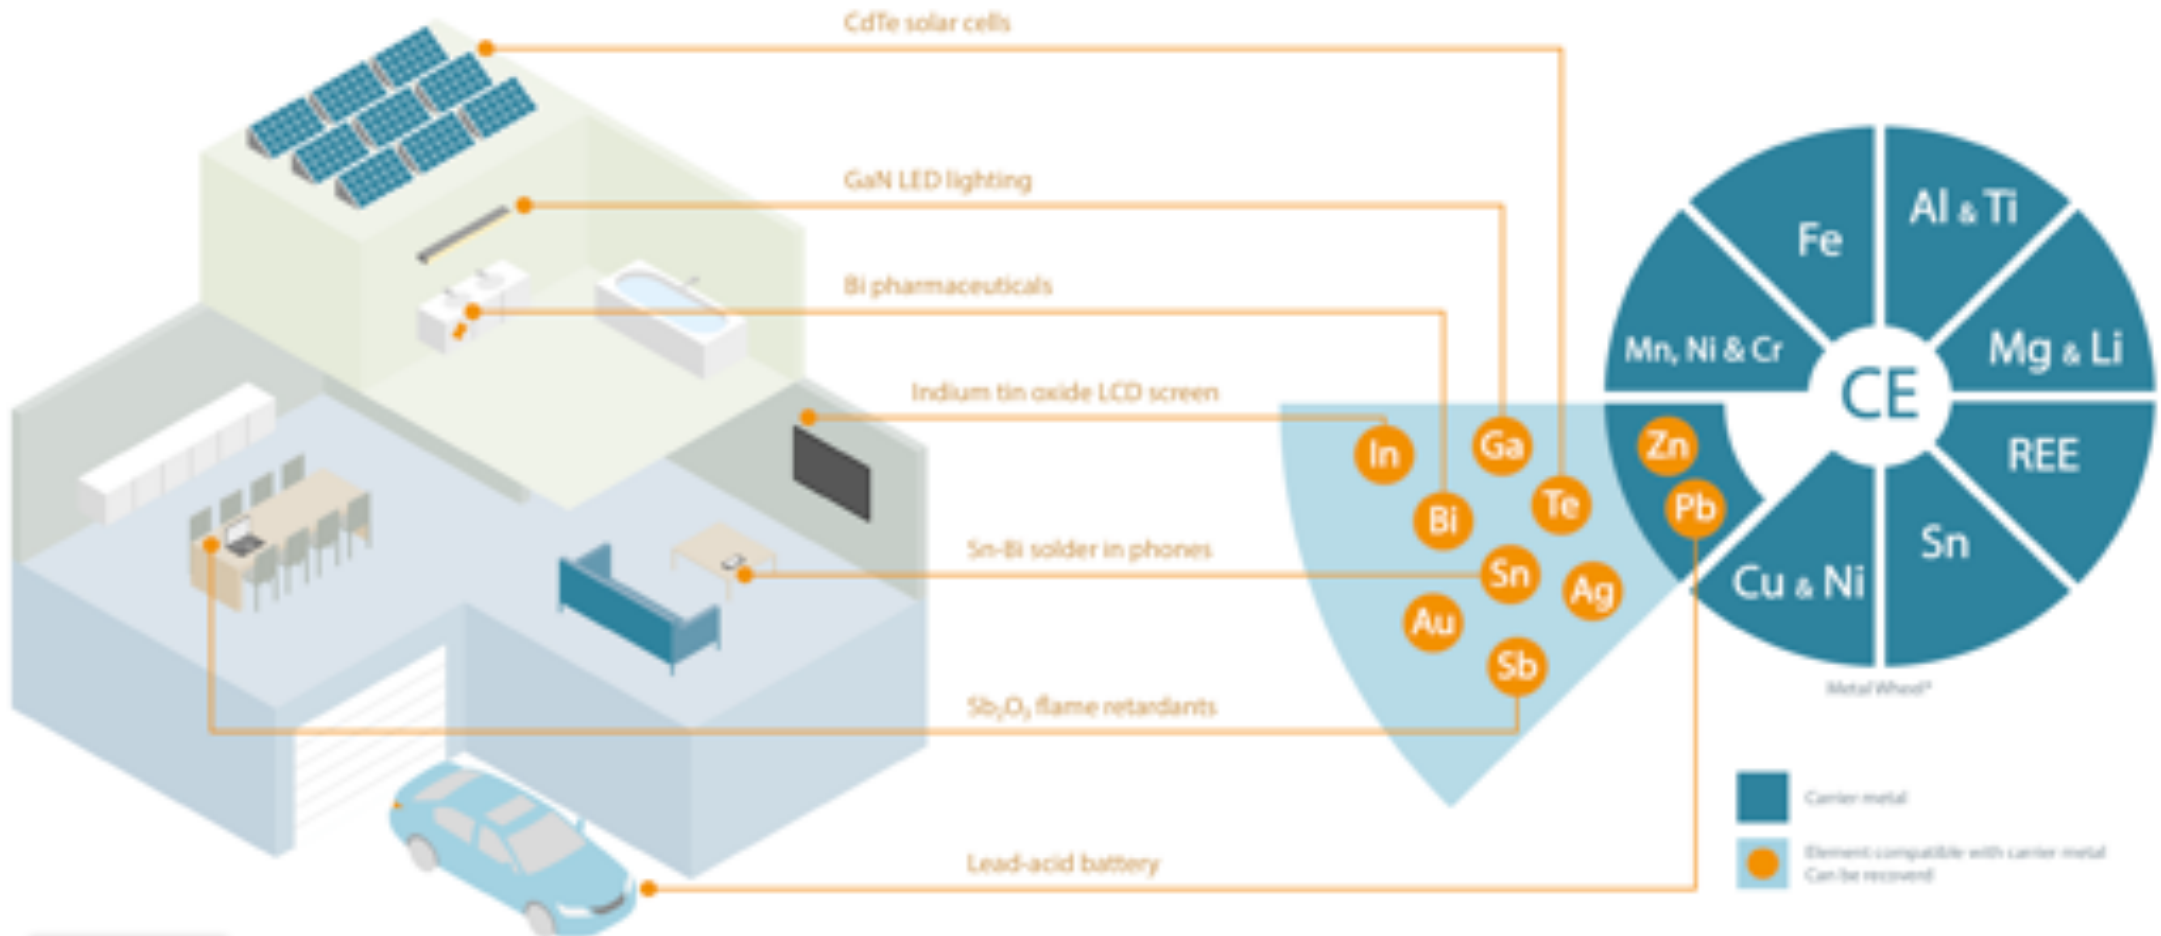 CdTe solar cells
GaN LED lighting
Bi pharmaceuticals
Indium tin oxide LCD screen
Sn-Bi solder in phones
Sb₂O₃ flame retardants
Lead-acid battery
In
Ga
Bi
Te
Sn
Ag
Au
Sb
Zn
Pb
Fe
Al & Ti
Mn, Ni & Cr
Mg & Li
CE
REE
Cu & Ni
Sn
Metal Wheel*
Carrier metal
Element compatible with carrier metal
Can be recoverd